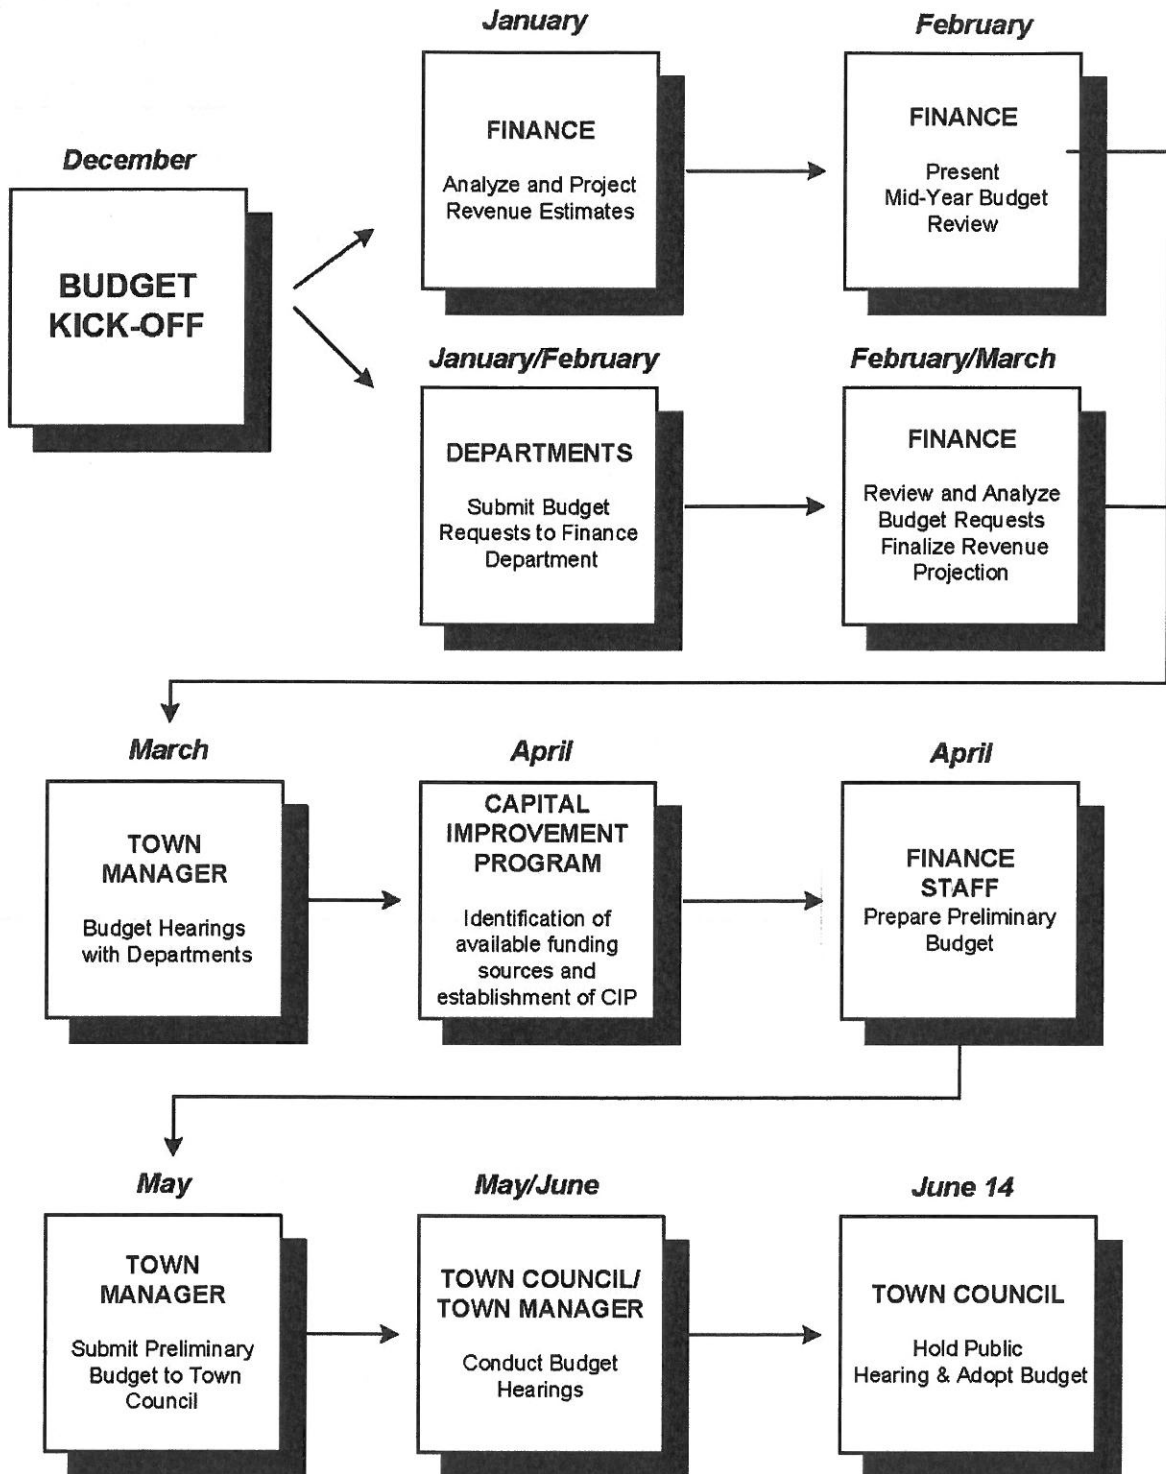 December
BUDGET
KICK-OFF
January
FINANCE
Analyze and Project
Revenue Estimates
February
FINANCE
Present
Mid-Year Budget
Review
January/February
DEPARTMENTS
Submit Budget
Requests to Finance
Department
February/March
FINANCE
Review and Analyze
Budget Requests
Finalize Revenue
Projection
March
TOWN
MANAGER
Budget Hearings
with Departments
April
CAPITAL
IMPROVEMENT
PROGRAM
Identification of
available funding
sources and
establishment of CIP
April
FINANCE
STAFF
Prepare Preliminary
Budget
May
TOWN
MANAGER
Submit Preliminary
Budget to Town
Council
May/June
TOWN COUNCIL/
TOWN MANAGER
Conduct Budget
Hearings
June 14
TOWN COUNCIL
Hold Public
Hearing & Adopt Budget